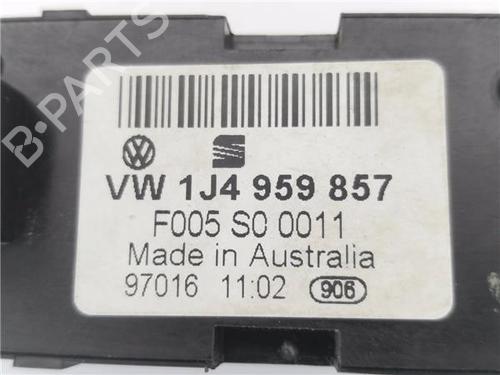 B-PARTS
VW 1J4 959 857
F005 S0 0011
Made in Australia
97016 11:02 906